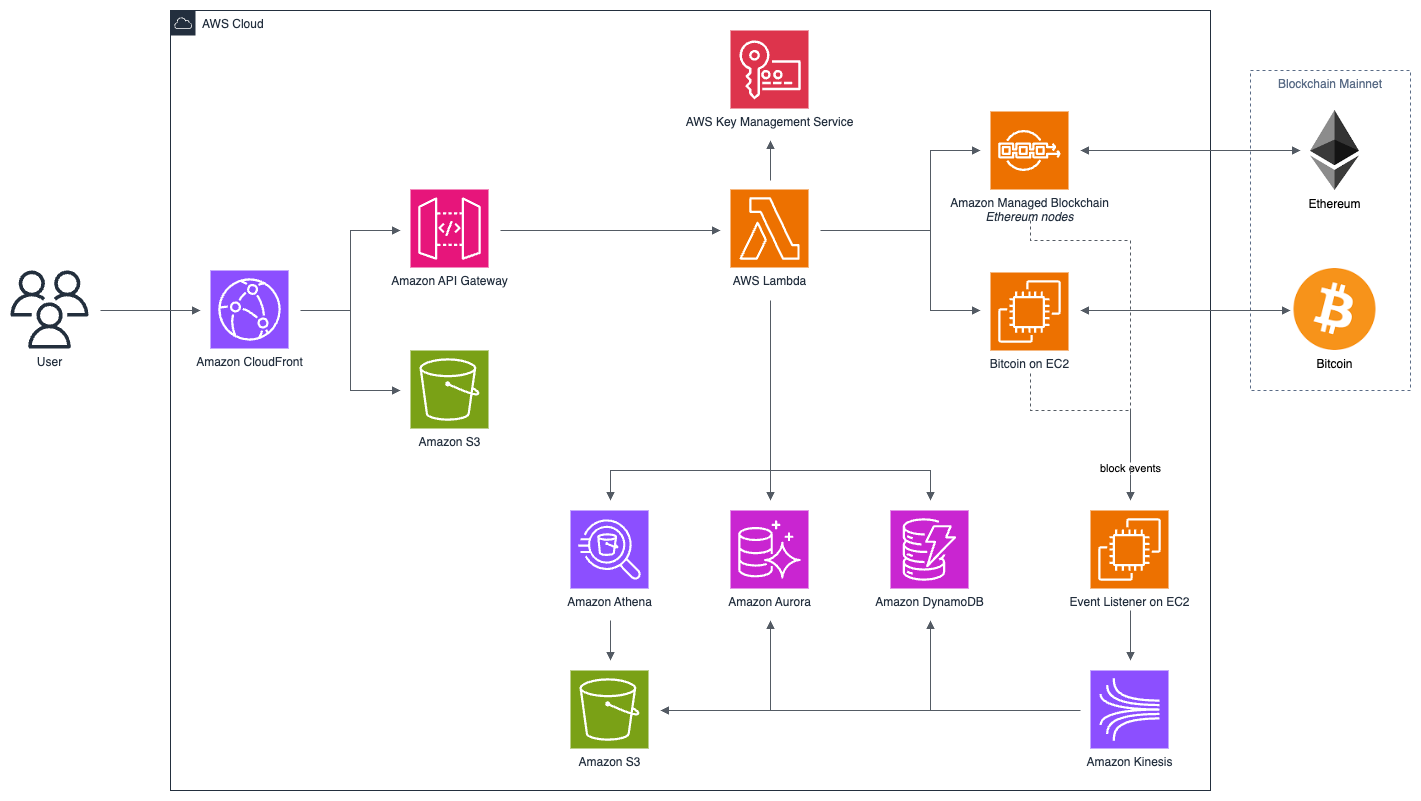 AWS Cloud
Blockchain Mainnet
AWS Key Management Service
Amazon Managed Blockchain
Ethereum nodes
Ethereum
</>
Amazon API Gateway
AWS Lambda
User
Amazon CloudFront
Bitcoin on EC2
Bitcoin
Amazon S3
block events
Amazon Athena
Amazon Aurora
Amazon DynamoDB
Event Listener on EC2
Amazon S3
Amazon Kinesis